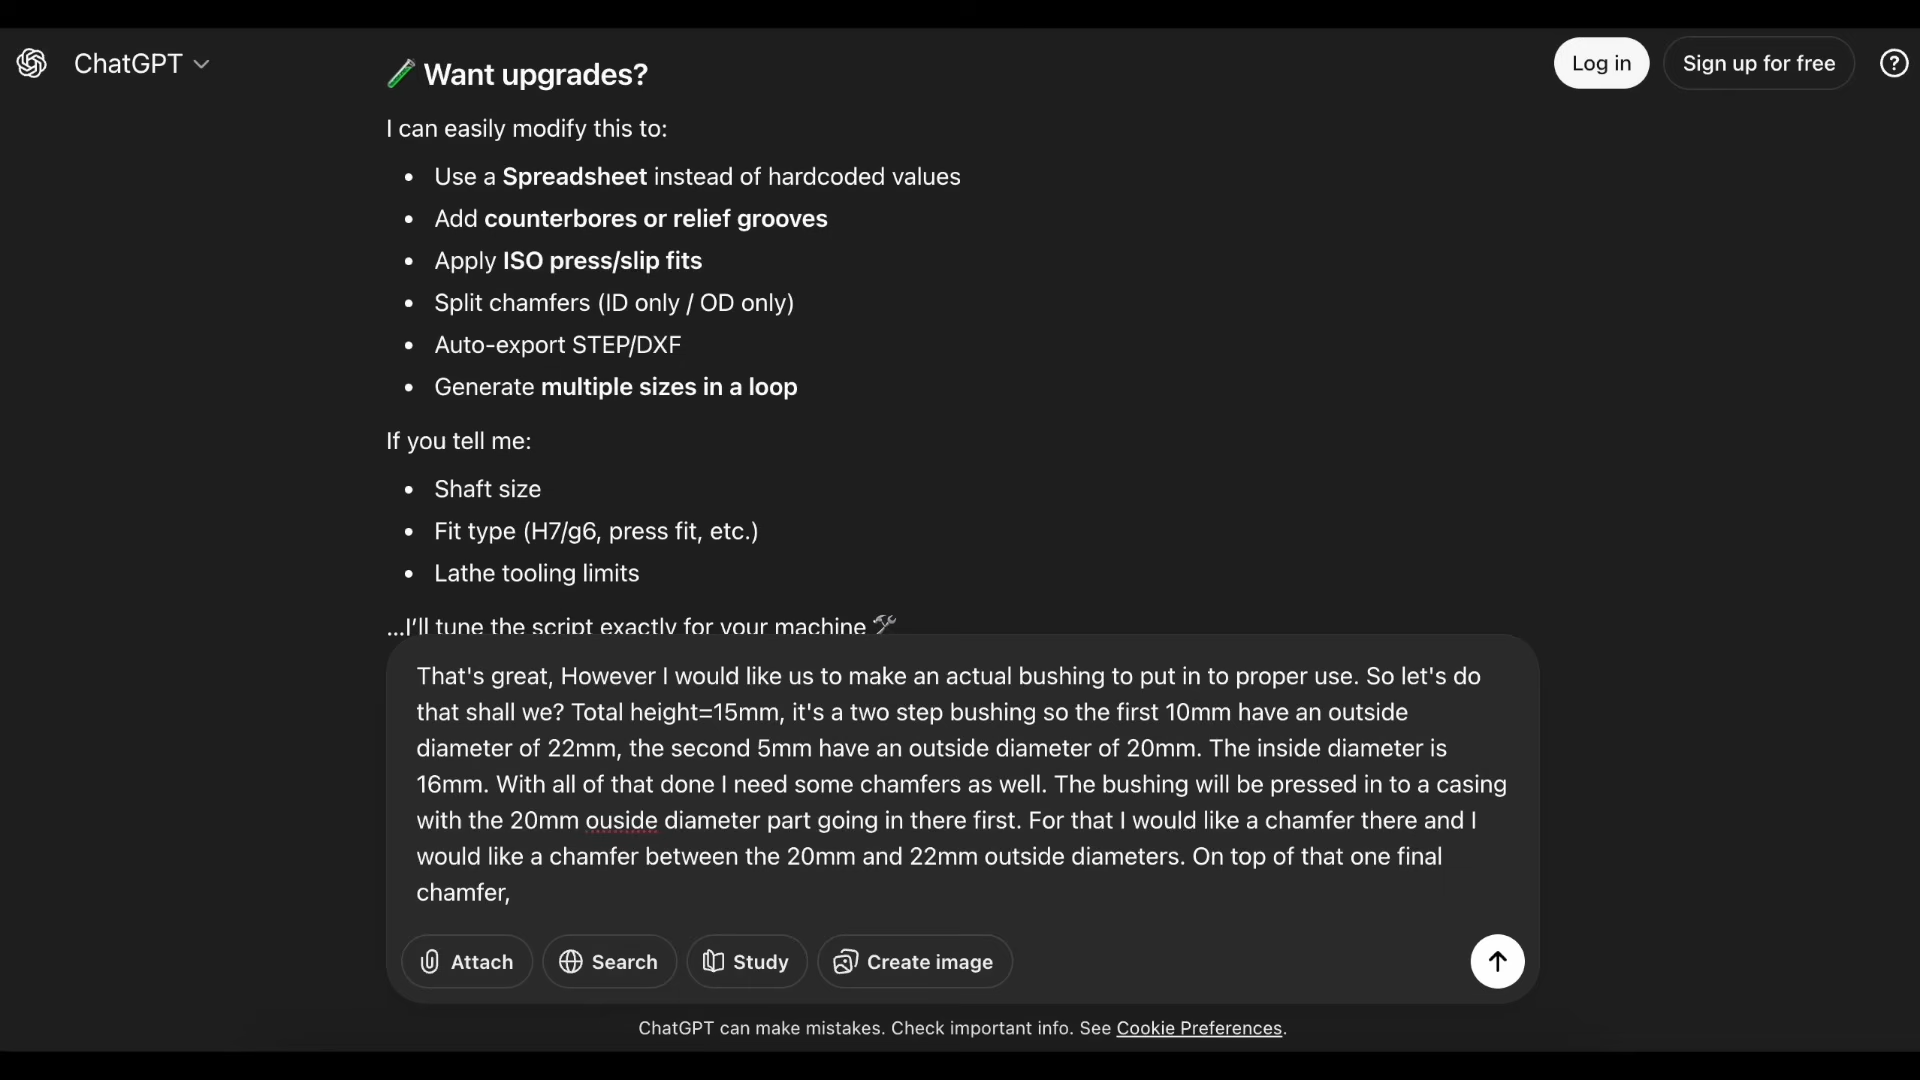 ChatGPT
Log in
Sign up for free
Want upgrades?
I can easily modify this to:
• Use a Spreadsheet instead of hardcoded values
• Add counterbores or relief grooves
• Apply ISO press/slip fits
• Split chamfers (ID only / OD only)
• Auto-export STEP/DXF
• Generate multiple sizes in a loop
If you tell me:
• Shaft size
• Fit type (H7/g6, press fit, etc.)
• Lathe tooling limits
...I'll tune the script exactly for your machine
That's great, However I would like us to make an actual bushing to put in to proper use. So let's do
that shall we? Total height=15mm, it's a two step bushing so the first 10mm have an outside
diameter of 22mm, the second 5mm have an outside diameter of 20mm. The inside diameter is
16mm. With all of that done I need some chamfers as well. The bushing will be pressed in to a casing
with the 20mm ouside diameter part going in there first. For that I would like a chamfer there and I
would like a chamfer between the 20mm and 22mm outside diameters. On top of that one final
chamfer,
Attach
Search
Study
Create image
ChatGPT can make mistakes. Check important info. See Cookie Preferences.